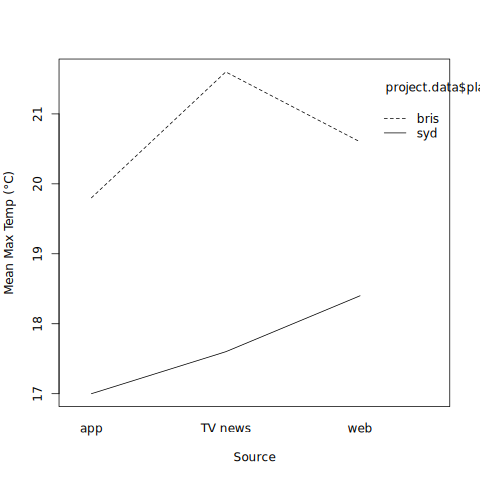 project.data$pla
bris
syd
Mean Max Temp (°C)
21
20
19
18
17
app TV news web
Source